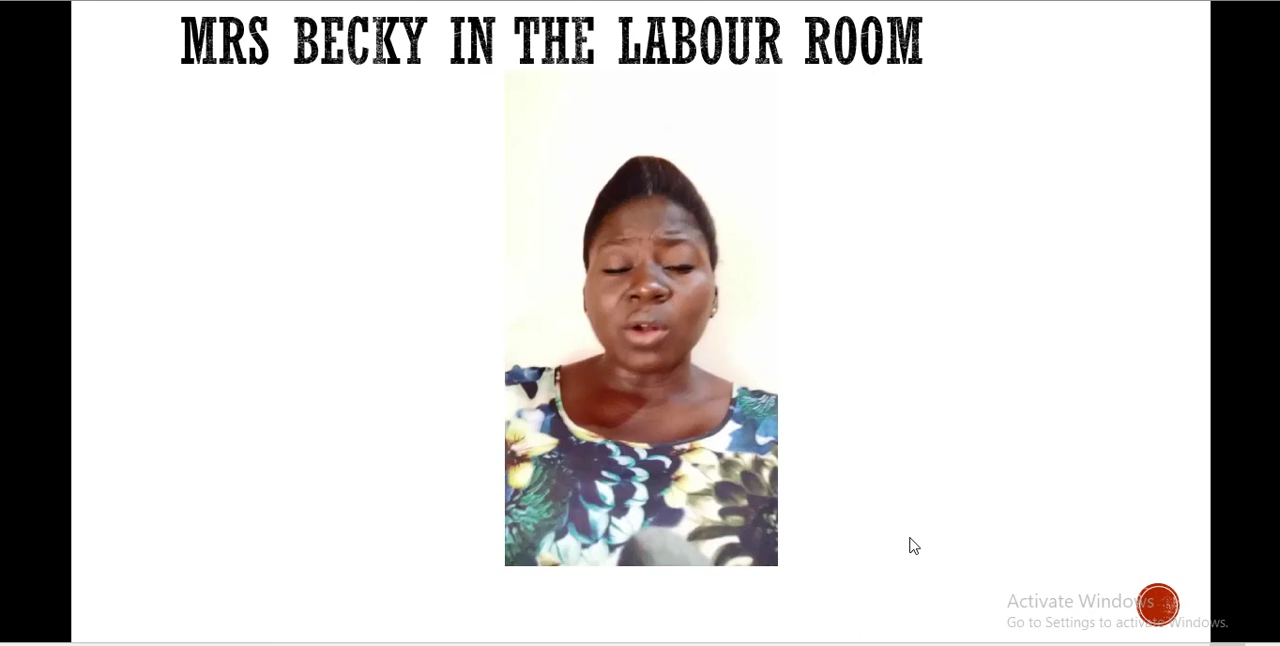 MRS BECKY IN THE LABOUR ROOM
Activate Windows
Go to Settings to activate Windows.